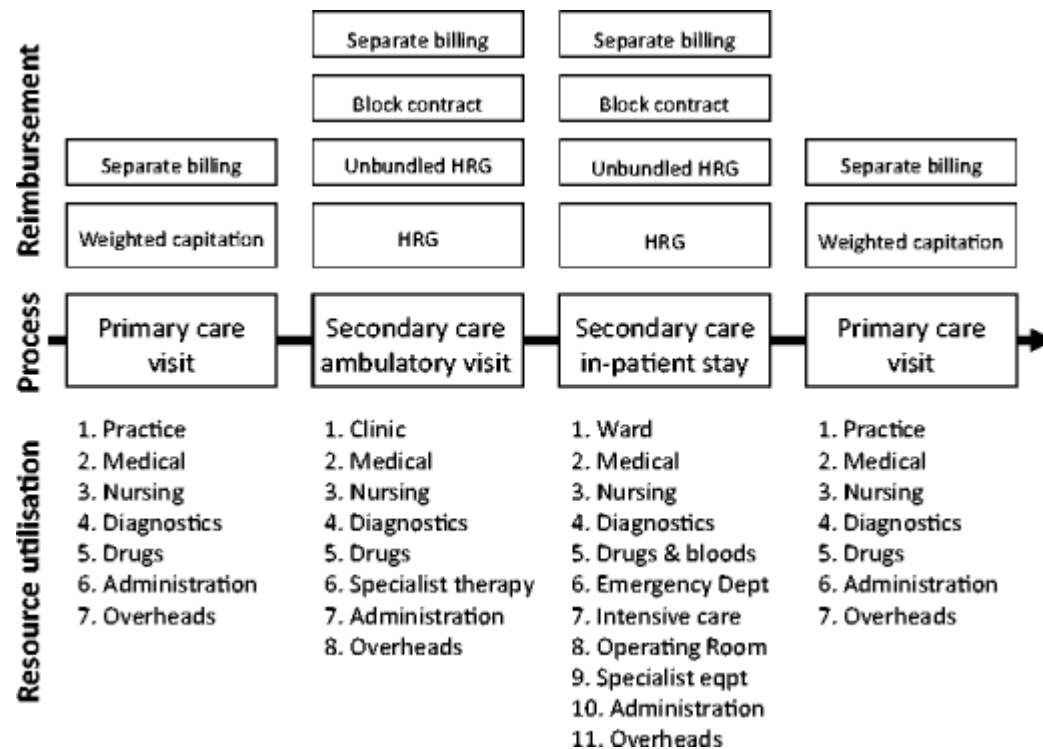 Reimbursement
Separate billing
Separate billing
Block contract
Block contract
Separate billing
Unbundled HRG
Unbundled HRG
Separate billing
Weighted capitation
HRG
HRG
Weighted capitation
Process
Primary care
visit
Secondary care
ambulatory visit
Secondary care
in-patient stay
Primary care
visit
Resource utilisation
1. Practice
2. Medical
3. Nursing
4. Diagnostics
5. Drugs
6. Administration
7. Overheads
1. Clinic
2. Medical
3. Nursing
4. Diagnostics
5. Drugs
6. Specialist therapy
7. Administration
8. Overheads
1. Ward
2. Medical
3. Nursing
4. Diagnostics
5. Drugs & bloods
6. Emergency Dept
7. Intensive care
8. Operating Room
9. Specialist eqpt
10. Administration
11. Overheads
1. Practice
2. Medical
3. Nursing
4. Diagnostics
5. Drugs
6. Administration
7. Overheads